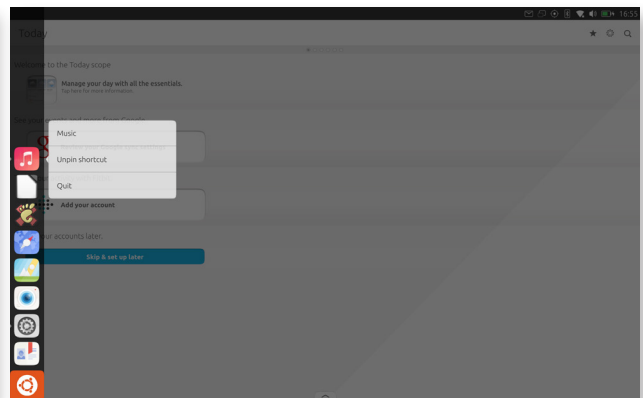 16:55
Today
Welcome to the Today scope
Manage your day with all the essentials.
Tap here for more information.
Music
Unpin shortcut
Quit
Add your account
your accounts later.
Skip & set up later